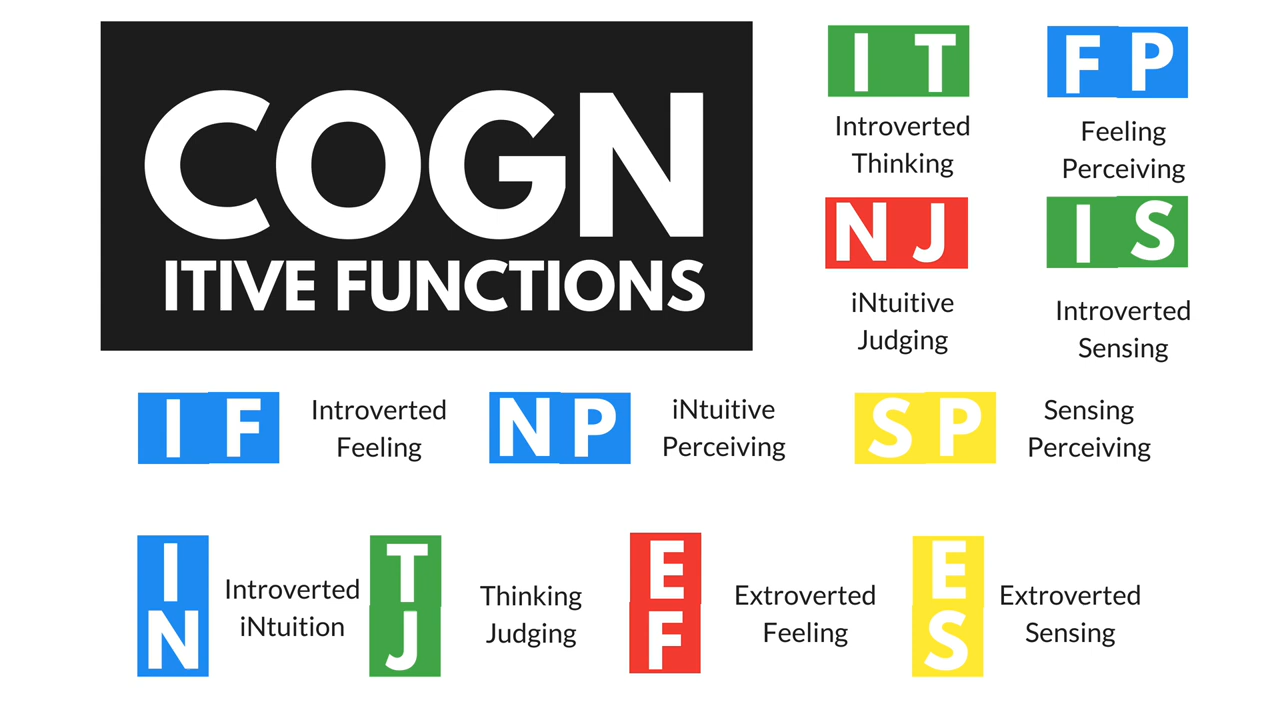 COGN
ITIVE FUNCTIONS
I T
Introverted
Thinking
F P
Feeling
Perceiving
N J
iNtuitive
Judging
I S
Introverted
Sensing
I F
Introverted
Feeling
N P
iNtuitive
Perceiving
S P
Sensing
Perceiving
I
N
Introverted
iNtuition
T
J
Thinking
Judging
E
F
Extroverted
Feeling
E
S
Extroverted
Sensing